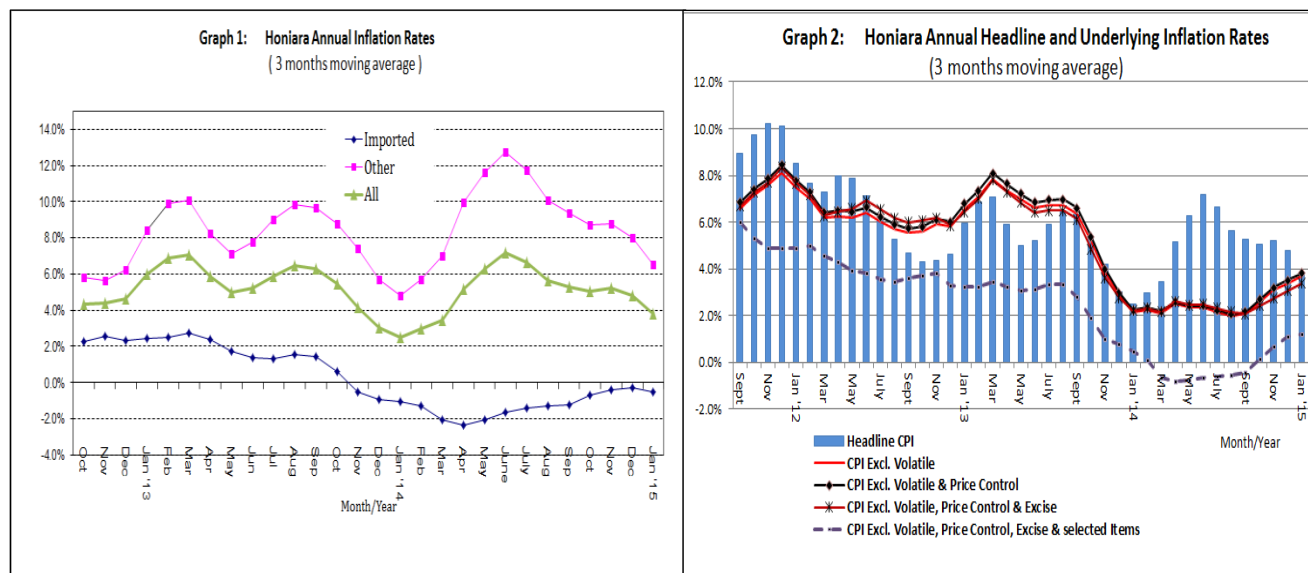 Graph 1: Honiara Annual Inflation Rates
( 3 months moving average )
14.0%
12.0%
10.0%
8.0%
6.0%
4.0%
2.0%
0.0%
-2.0%
-4.0%
Imported
Other
All
Oct
Nov
Dec
Jan '13
Feb
Mar
Apr
May
Jun
Jul
Aug
Sep
Oct
Nov
Dec
Jan '14
Feb
Mar
Apr
May
June
July
Aug
Sep
Oct
Nov
Dec
Jan '15
Month/Year
Graph 2: Honiara Annual Headline and Underlying Inflation Rates
(3 months moving average)
12.0%
10.0%
8.0%
6.0%
4.0%
2.0%
0.0%
-2.0%
Sept
Nov
Jan '12
Mar
May
July
Sept
Nov
Jan '13
Mar
May
July
Sept
Nov
Jan '14
Mar
May
July
Sept
Nov
Jan '15
Month/Year
Headline CPI
CPI Excl. Volatile
CPI Excl. Volatile & Price Control
CPI Excl. Volatile, Price Control & Excise
CPI Excl. Volatile, Price Control, Excise & selected Items